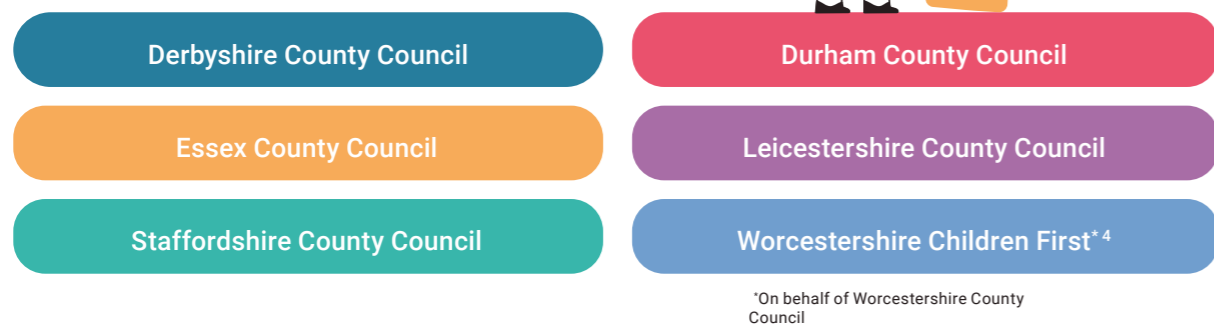 Derbyshire County Council
Durham County Council
Essex County Council
Leicestershire County Council
Staffordshire County Council
Worcestershire Children First* 4
*On behalf of Worcestershire County
Council